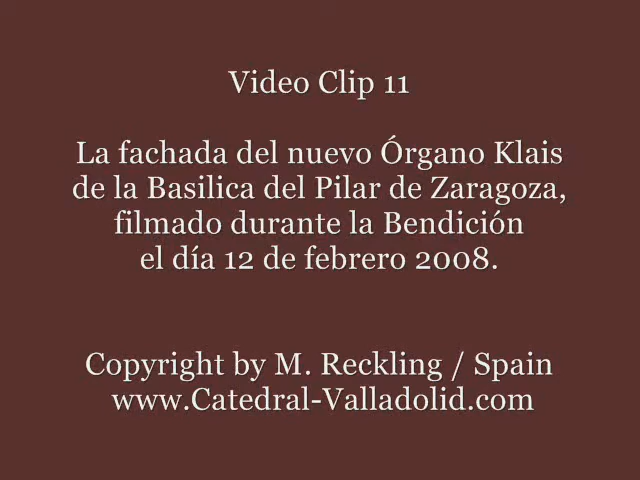 Video Clip 11
La fachada del nuevo Órgano Klais
de la Basilica del Pilar de Zaragoza,
filmado durante la Bendición
el día 12 de febrero 2008.
Copyright by M. Reckling / Spain
www.Catedral-Valladolid.com